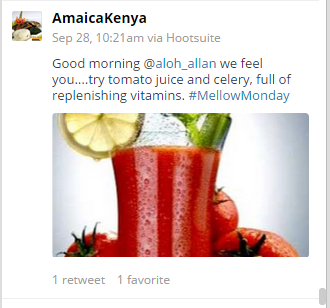 AmaicaKenya
Sep 28, 10:21am via Hootsuite
Good morning @aloh_allan we feel
you....try tomato juice and celery, full of
replenishing vitamins. #MellowMonday
1 retweet 1 favorite